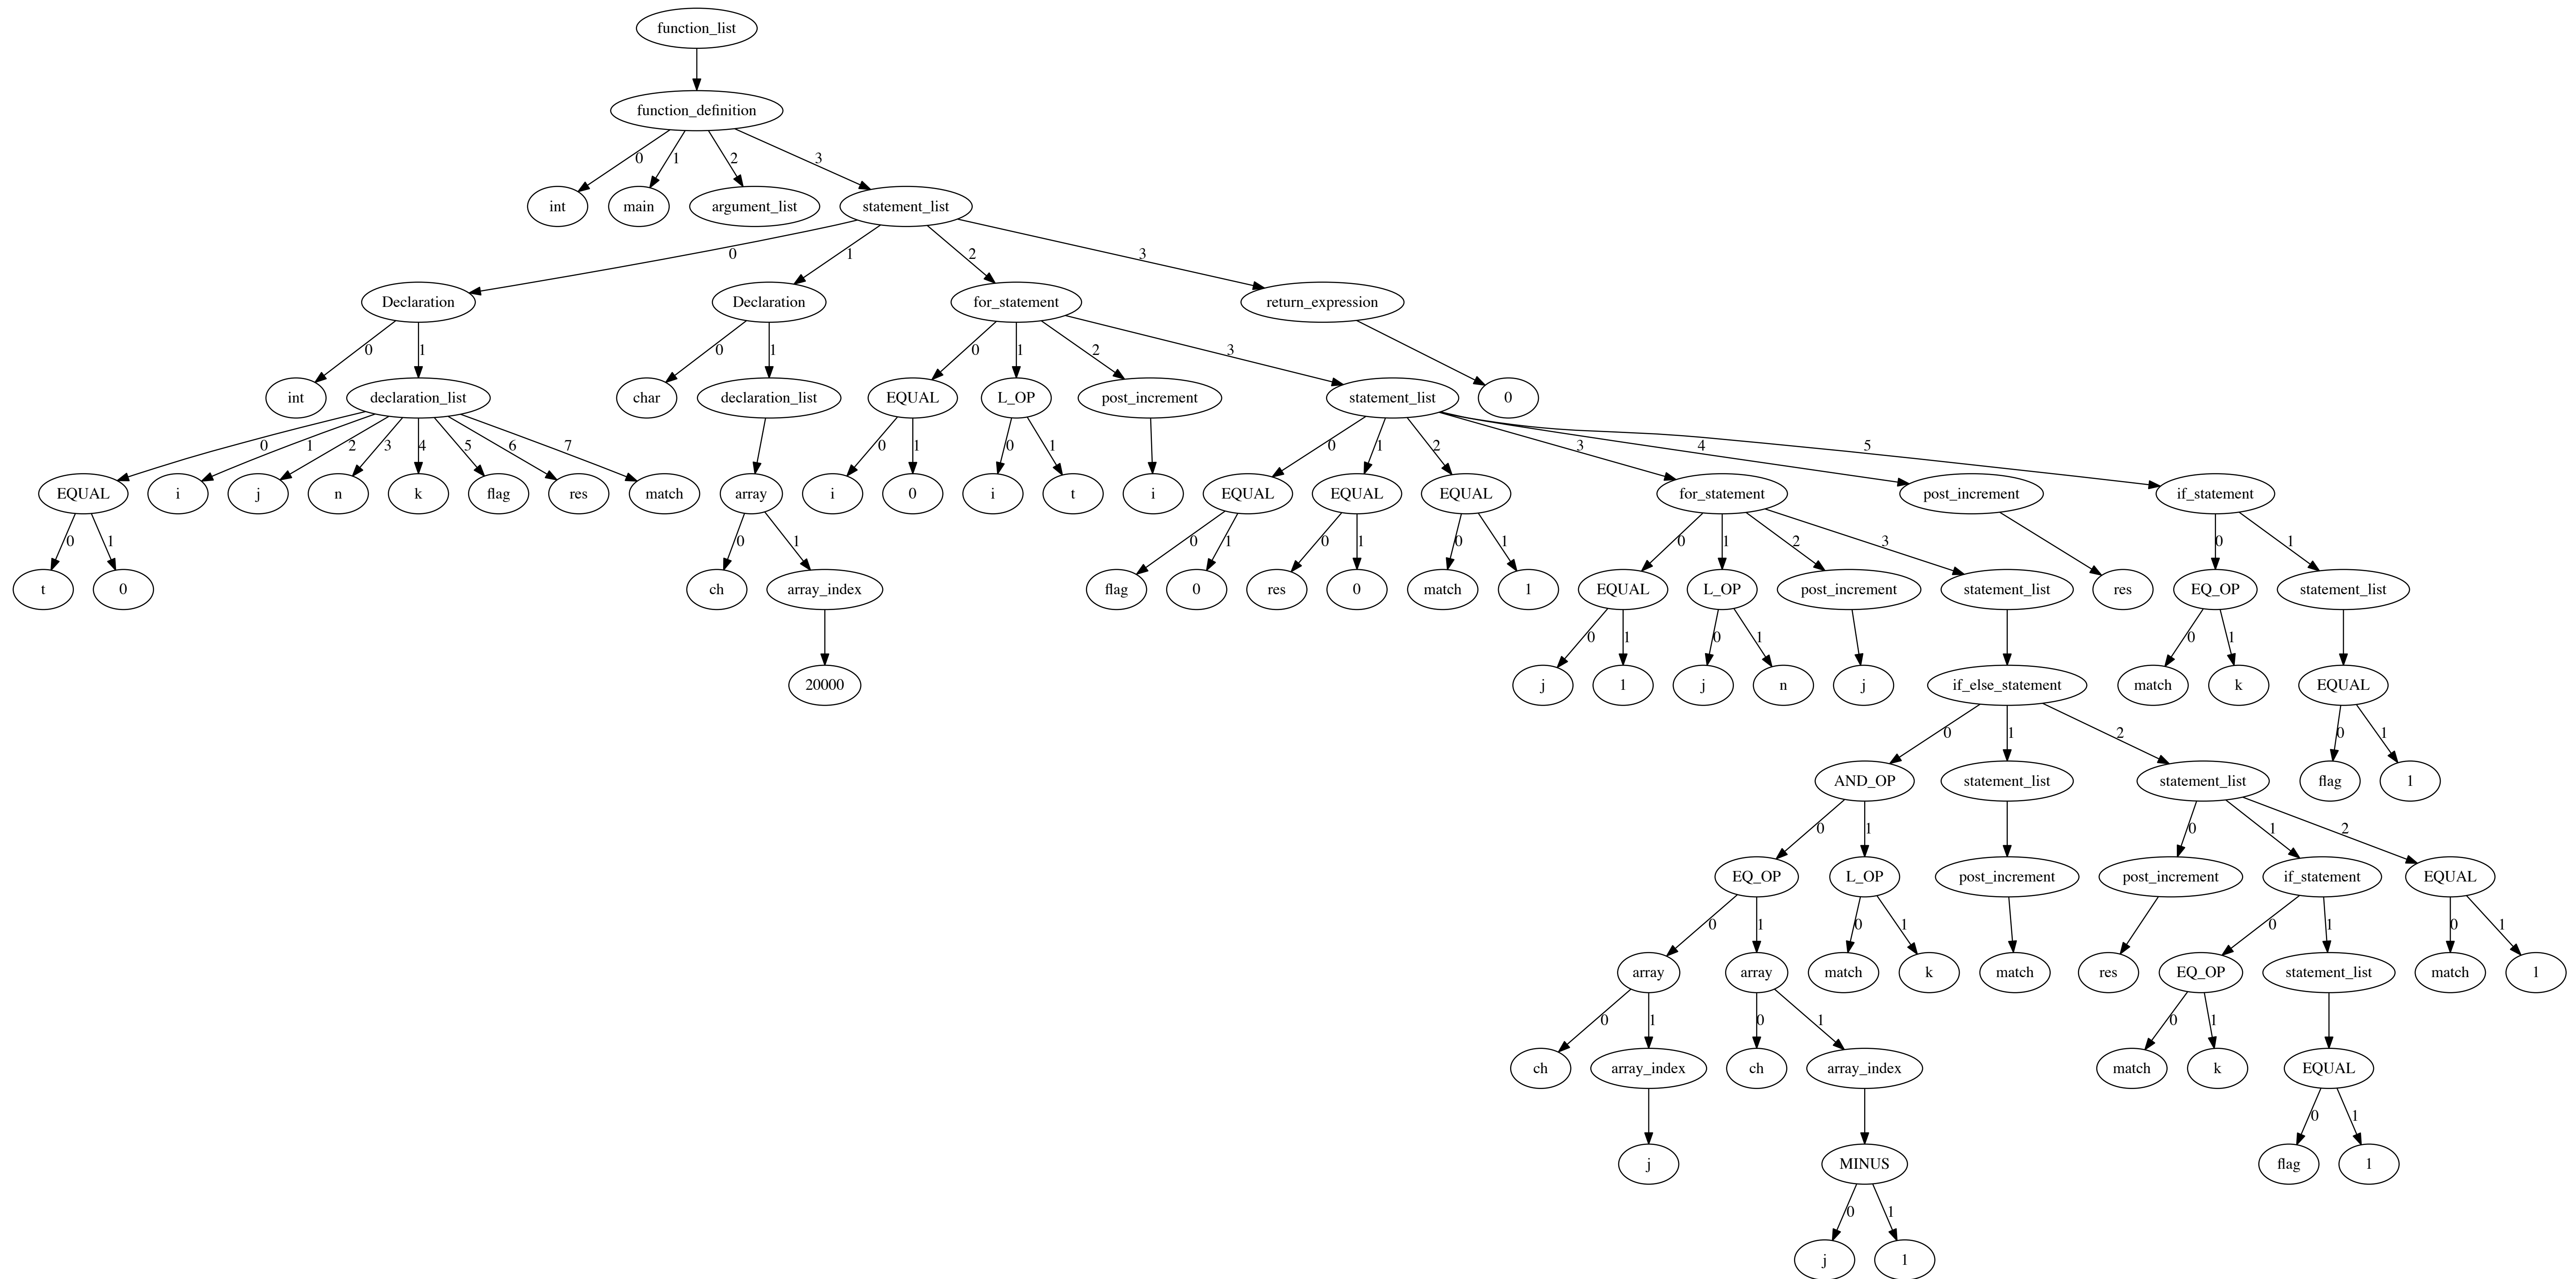 function_list
function_definition
0 1 2 3
int main argument_list statement_list
0 1 2 3
Declaration Declaration for_statement return_expression
0 1 0 1 0 1 2 3
int declaration_list char declaration_list EQUAL L_OP post_increment statement_list 0
0 1 2 3 4 5 6 7 0 1 0 1 0 1 2 3 4 5
EQUAL i j n k flag res match array i 0 i t i EQUAL EQUAL EQUAL for_statement post_increment if_statement
0 1 0 1 0 1 0 1 0 1 0 1 2 3 0 1
t 0 ch array_index flag 0 res 0 match 1 EQUAL L_OP post_increment statement_list res EQ_OP statement_list
0 1 0 1 0 1
20000 j 1 j n j if_else_statement match k EQUAL
0 1 2 0 1
AND_OP statement_list statement_list flag 1
0 1 0 1 2
EQ_OP L_OP post_increment post_increment if_statement EQUAL
0 1 0 1 0 1 0 1
array array match k match res EQ_OP statement_list match 1
0 1 0 1 0 1
ch array_index ch array_index match k EQUAL
0 1
j MINUS flag 1
0 1
j 1